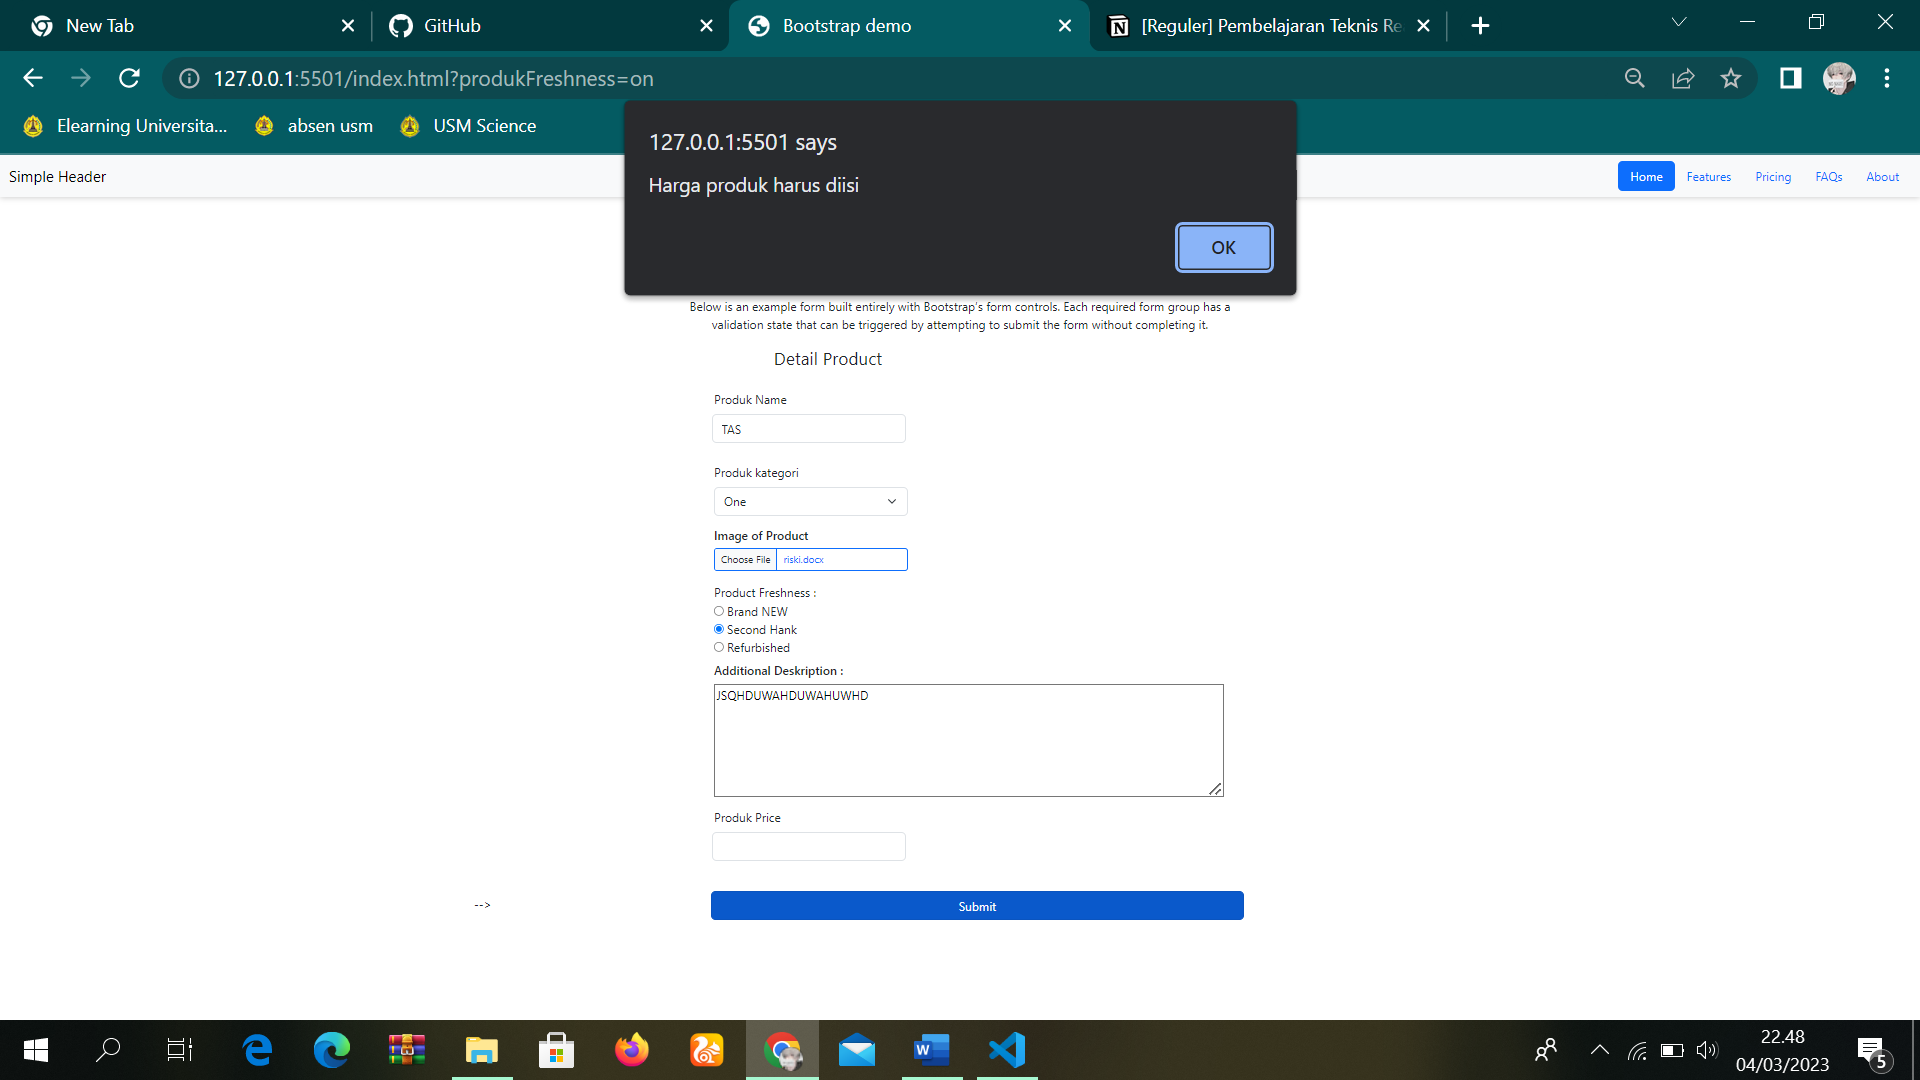 New Tab
GitHub
Bootstrap demo
[Reguler] Pembelajaran Teknis Re
127.0.0.1:5501/index.html?produkFreshness=on
Elearning Universita...
absen usm
USM Science
127.0.0.1:5501 says
Harga produk harus diisi
OK
Simple Header
Home
Features
Pricing
FAQs
About
Below is an example form built entirely with Bootstrap's form controls. Each required form group has a
validation state that can be triggered by attempting to submit the form without completing it.
Detail Product
Produk Name
TAS
Produk kategori
One
Image of Product
Choose File
riski.docx
Product Freshness :
Brand NEW
Second Hank
Refurbished
Additional Deskription :
JSQHDUWAHDUWAHUWHD
Produk Price
-->
Submit
22.48
04/03/2023
5